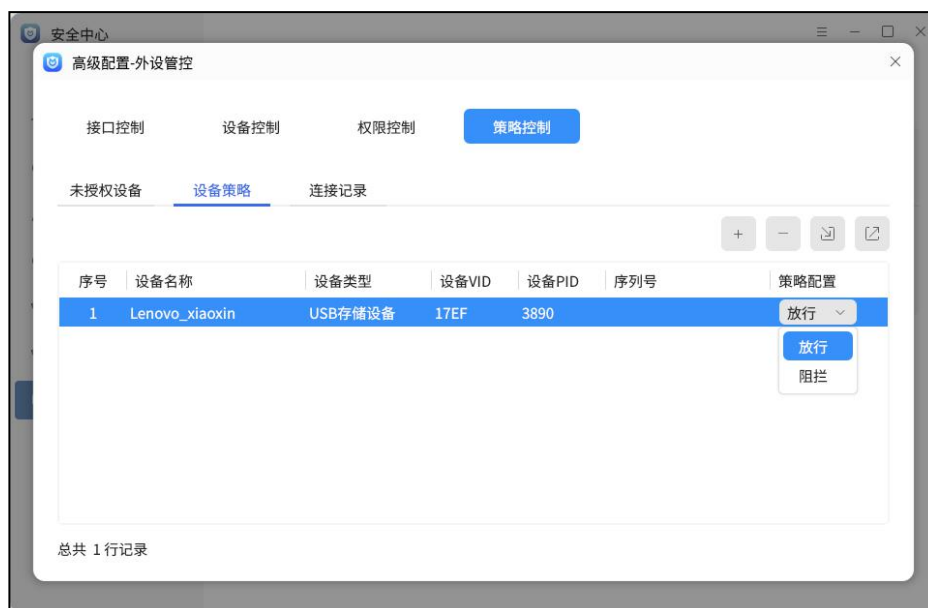 安全中心
高级配置-外设管控
接口控制 设备控制 权限控制 策略控制
未授权设备 设备策略 连接记录
序号 设备名称 设备类型 设备VID 设备PID 序列号 策略配置
1 Lenovo_xiaoxin USB存储设备 17EF 3890 放行
放行
阻拦
总共 1 行记录